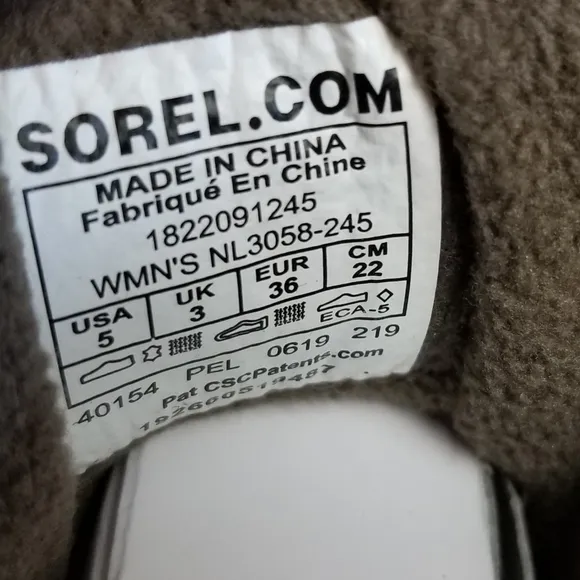 SOREL.COM
MADE IN CHINA
Fabriqué En Chine
1822091245
WMN'S NL3058-245
USA UK EUR CM
5 3 36 22
ECA-5
40154 PEL 0619 219
Pat CSCPatents.com